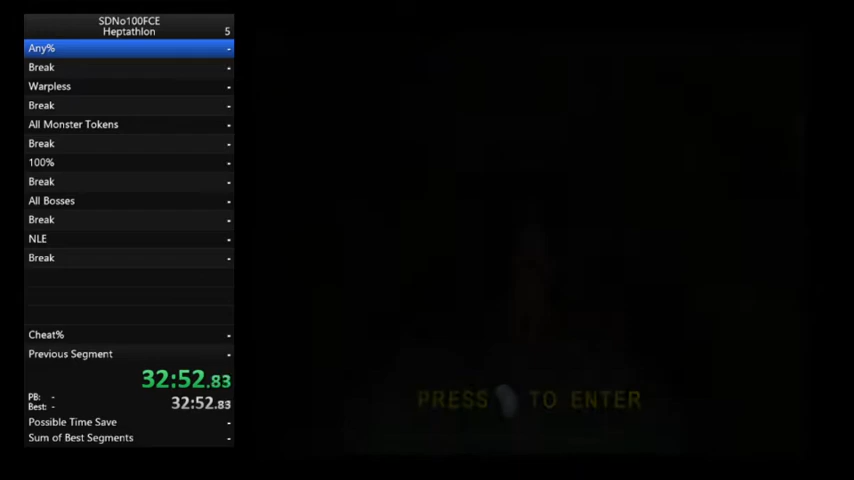 SDNo100FCE
Heptathlon 5
Any% -
Break -
Warpless -
Break -
All Monster Tokens -
Break -
100% -
Break -
All Bosses -
Break -
NLE -
Break -
Cheat% -
Previous Segment -
32:52.83
PB: -
Best: - 32:52.83
Possible Time Save -
Sum of Best Segments -
PRESS TO ENTER